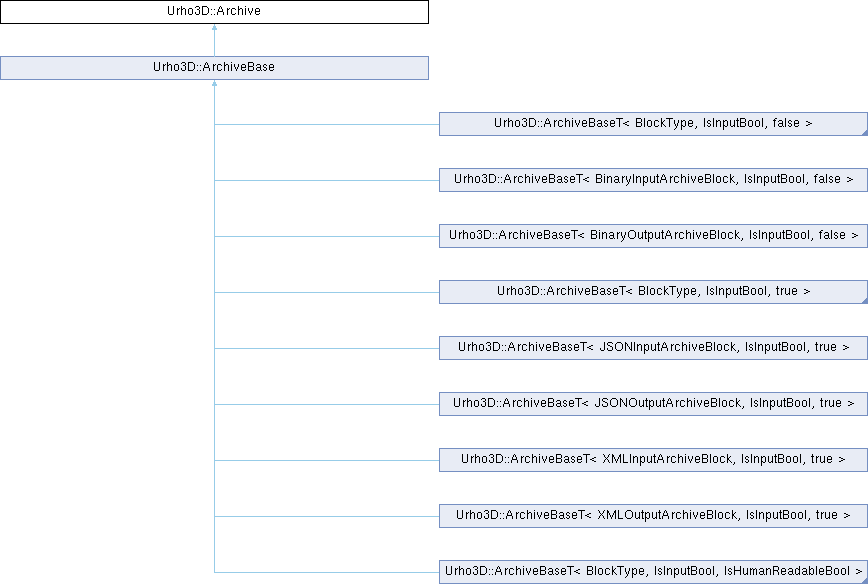 Urho3D::Archive
Urho3D::ArchiveBase
Urho3D::ArchiveBaseT< BlockType, IsInputBool, false >
Urho3D::ArchiveBaseT< BinaryInputArchiveBlock, IsInputBool, false >
Urho3D::ArchiveBaseT< BinaryOutputArchiveBlock, IsInputBool, false >
Urho3D::ArchiveBaseT< BlockType, IsInputBool, true >
Urho3D::ArchiveBaseT< JSONInputArchiveBlock, IsInputBool, true >
Urho3D::ArchiveBaseT< JSONOutputArchiveBlock, IsInputBool, true >
Urho3D::ArchiveBaseT< XMLInputArchiveBlock, IsInputBool, true >
Urho3D::ArchiveBaseT< XMLOutputArchiveBlock, IsInputBool, true >
Urho3D::ArchiveBaseT< BlockType, IsInputBool, IsHumanReadableBool >